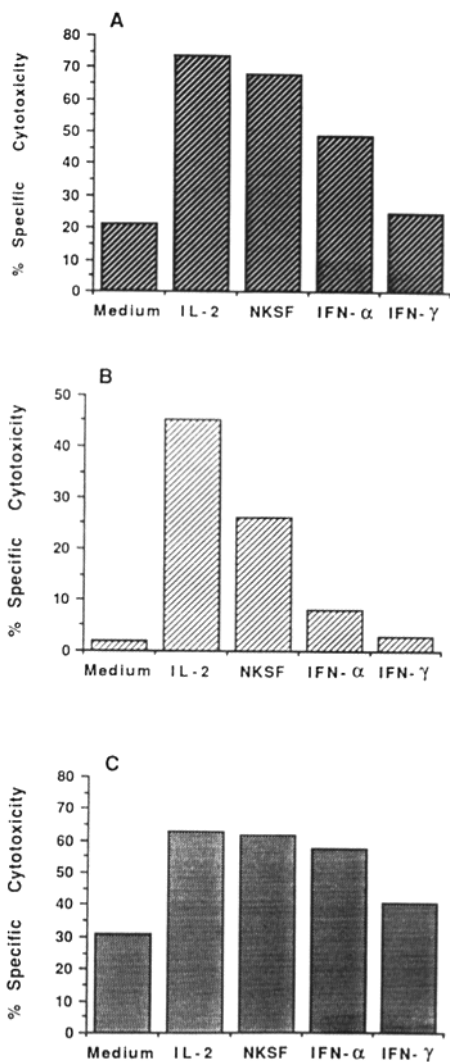 A
% Specific Cytotoxicity
80
70
60
50
40
30
20
10
0
Medium IL-2 NKSF IFN-α IFN-γ
B
% Specific Cytotoxicity
50
40
30
20
10
0
Medium IL-2 NKSF IFN-α IFN-γ
C
% Specific Cytotoxicity
80
70
60
50
40
30
20
10
0
Medium IL-2 NKSF IFN-α IFN-γ